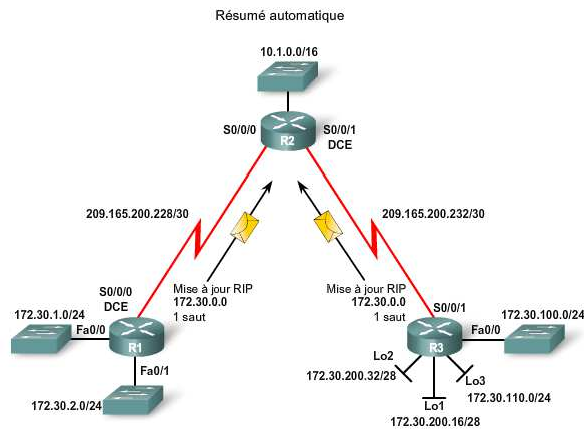 Résumé automatique
10.1.0.0/16
S0/0/0
S0/0/1
DCE
R2
209.165.200.228/30
209.165.200.232/30
Mise à jour RIP
172.30.0.0
1 saut
Mise à jour RIP
172.30.0.0
1 saut
S0/0/0
DCE
S0/0/1
172.30.1.0/24
Fa0/0
R1
Fa0/1
172.30.2.0/24
Fa0/0
172.30.100.0/24
R3
Lo2
172.30.200.32/28
Lo3
172.30.110.0/24
Lo1
172.30.200.16/28